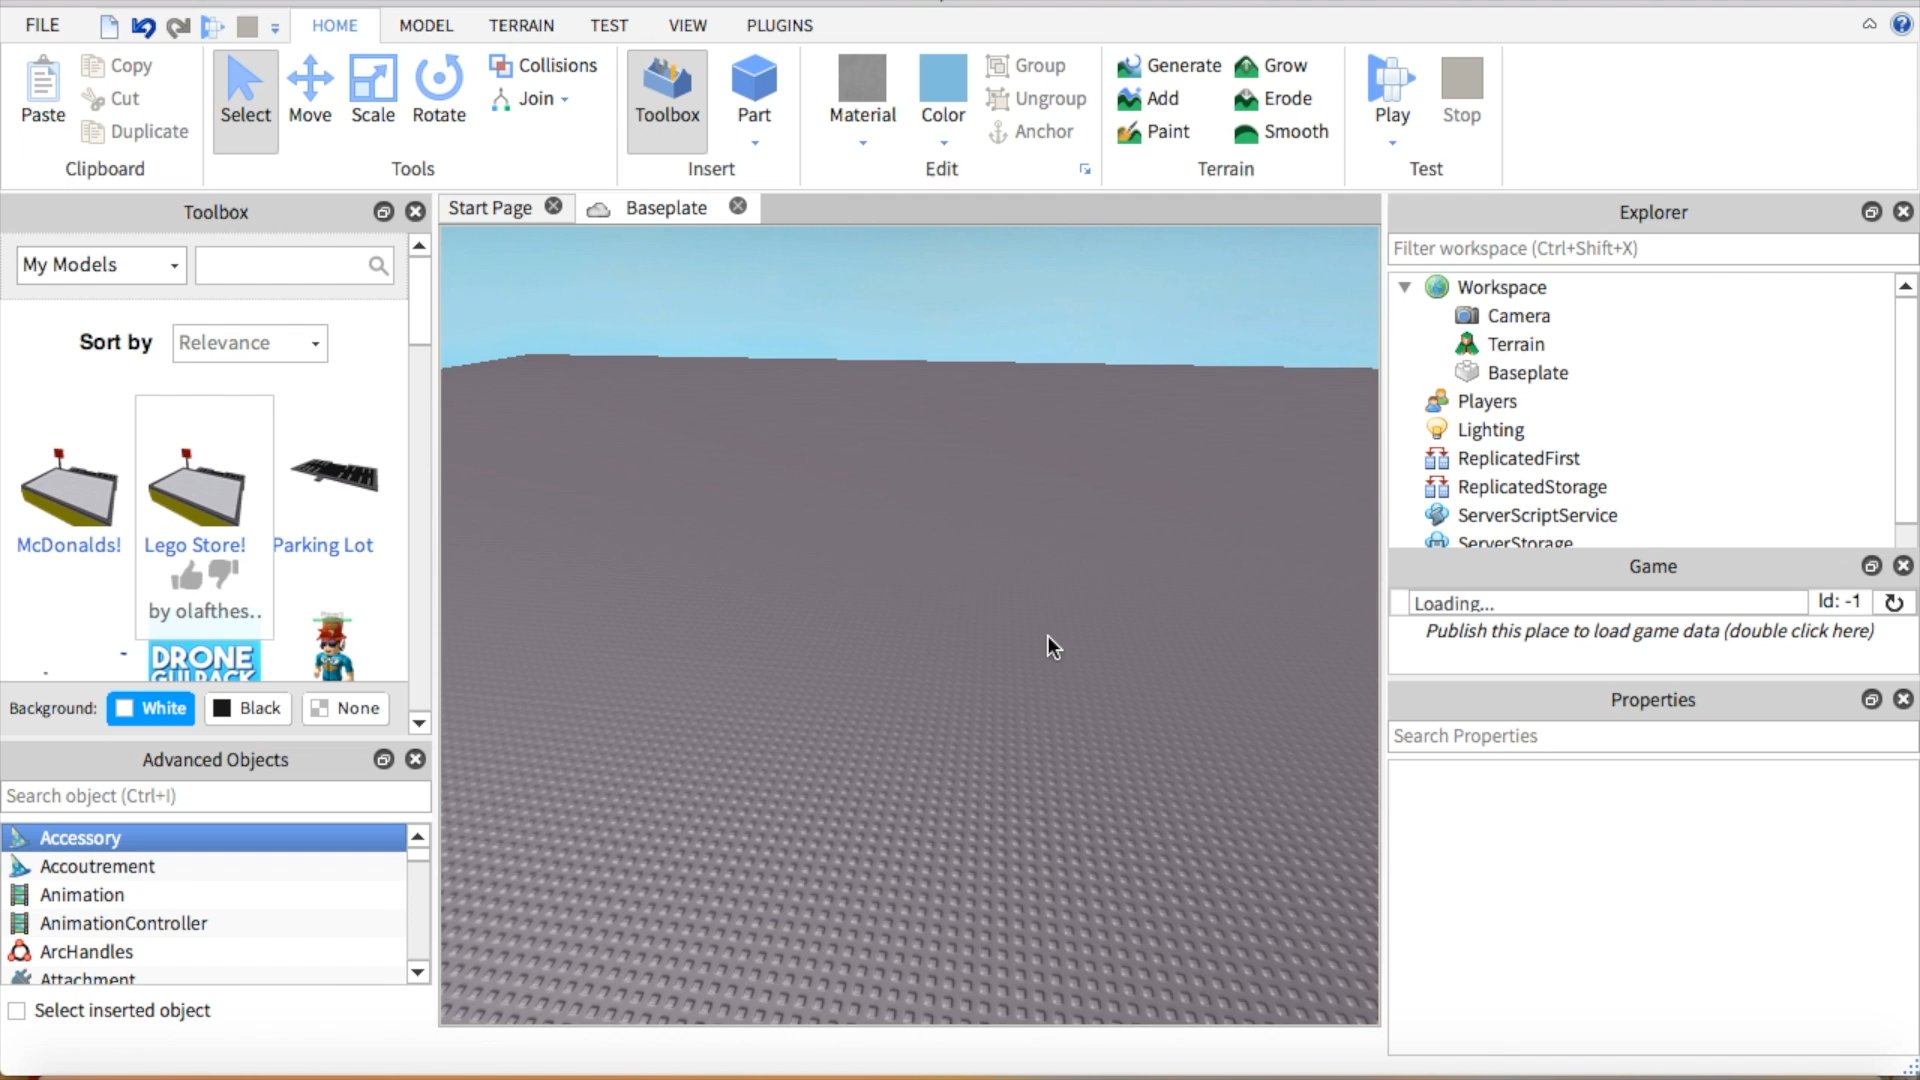 FILE
HOME
MODEL
TERRAIN
TEST
VIEW
PLUGINS
Paste
Copy
Cut
Duplicate
Clipboard
Select
Move
Scale
Rotate
Collisions
Join
Tools
Toolbox
Part
Insert
Material
Color
Group
Ungroup
Anchor
Edit
Generate
Add
Paint
Grow
Erode
Smooth
Terrain
Play
Stop
Test
Toolbox
My Models
Sort by
Relevance
McDonalds!
Lego Store!
Parking Lot
by olafthes..
DRONE
Background:
White
Black
None
Advanced Objects
Search object (Ctrl+I)
Accessory
Accoutrement
Animation
AnimationController
ArcHandles
Attachment
Select inserted object
Start Page
Baseplate
Explorer
Filter workspace (Ctrl+Shift+X)
Workspace
Camera
Terrain
Baseplate
Players
Lighting
ReplicatedFirst
ReplicatedStorage
ServerScriptService
ServerStorage
Game
Loading...
Id: -1
Publish this place to load game data (double click here)
Properties
Search Properties